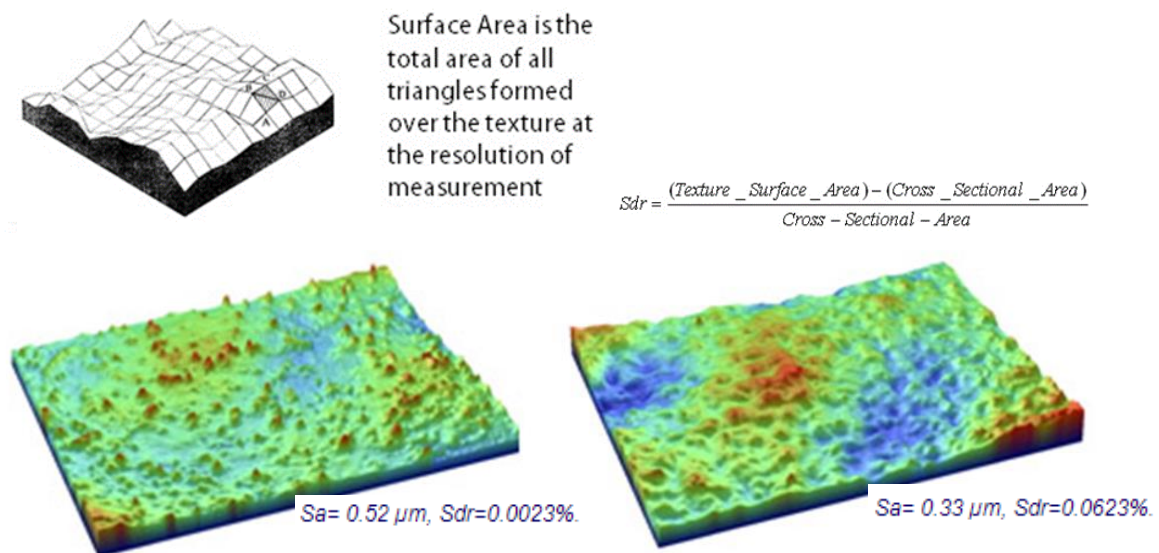 Surface Area is the
total area of all
triangles formed
over the texture at
the resolution of
measurement
Sdr = (Texture _ Surface _ Area) − (Cross _ Sectional _ Area)
Cross − Sectional − Area
B
C
D
A
Sa= 0.52 μm, Sdr=0.0023%.
Sa= 0.33 μm, Sdr=0.0623%.